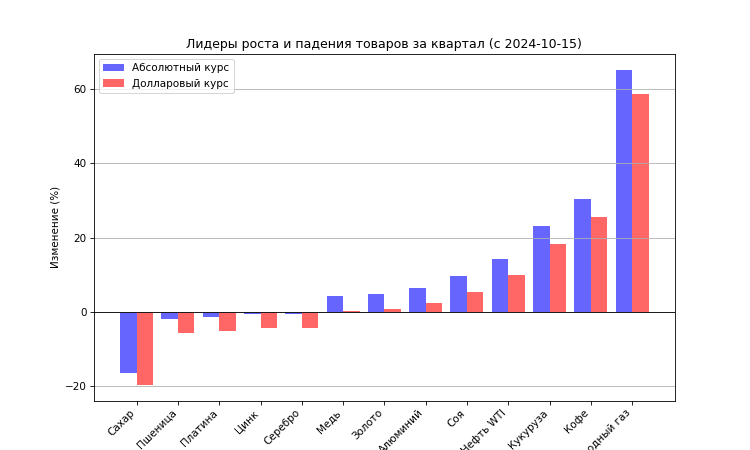 Лидеры роста и падения товаров за квартал (с 2024-10-15)
Абсолютный курс
Долларовый курс
Изменение (%)
60
40
20
0
−20
Сахар
Пшеница
Платина
Цинк
Серебро
Медь
Золото
Алюминий
Соя
Нефть WTI
Кукуруза
Кофе
газ